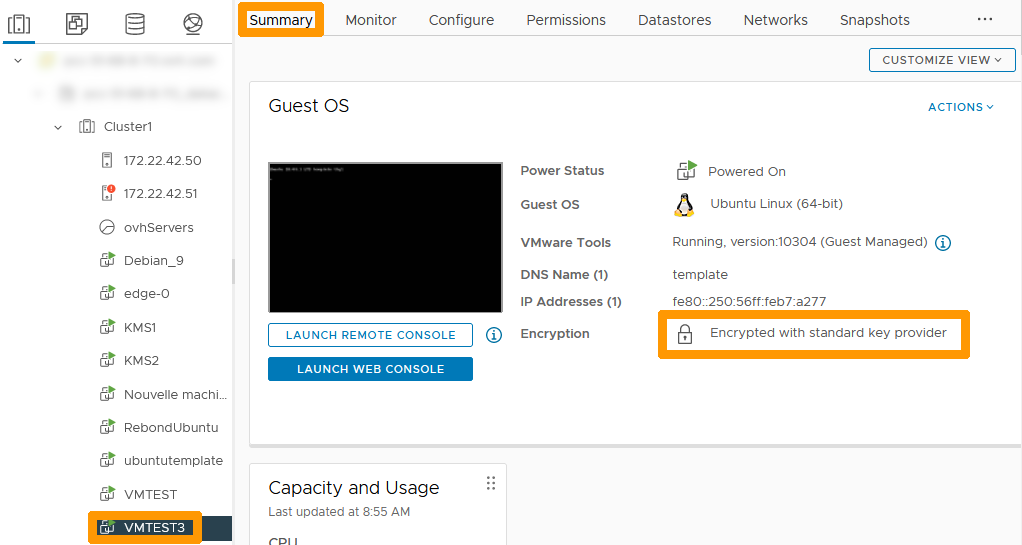 Summary
Monitor
Configure
Permissions
Datastores
Networks
Snapshots
...
CUSTOMIZE VIEW
Cluster1
172.22.42.50
172.22.42.51
ovhServers
Debian_9
edge-0
KMS1
KMS2
Nouvelle machi...
RebondUbuntu
ubuntutemplate
VMTEST
VMTEST3
Guest OS
ACTIONS
LAUNCH REMOTE CONSOLE
LAUNCH WEB CONSOLE
Power Status
Powered On
Guest OS
Ubuntu Linux (64-bit)
VMware Tools
Running, version:10304 (Guest Managed)
DNS Name (1)
template
IP Addresses (1)
fe80::250:56ff:feb7:a277
Encryption
Encrypted with standard key provider
Capacity and Usage
Last updated at 8:55 AM
CPU